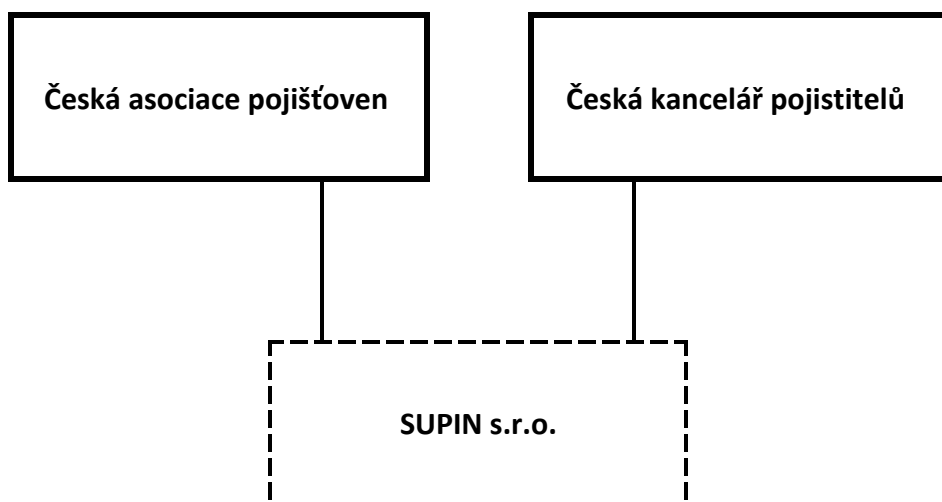 Česká asociace pojišťoven
Česká kancelář pojistitelů
SUPIN s.r.o.